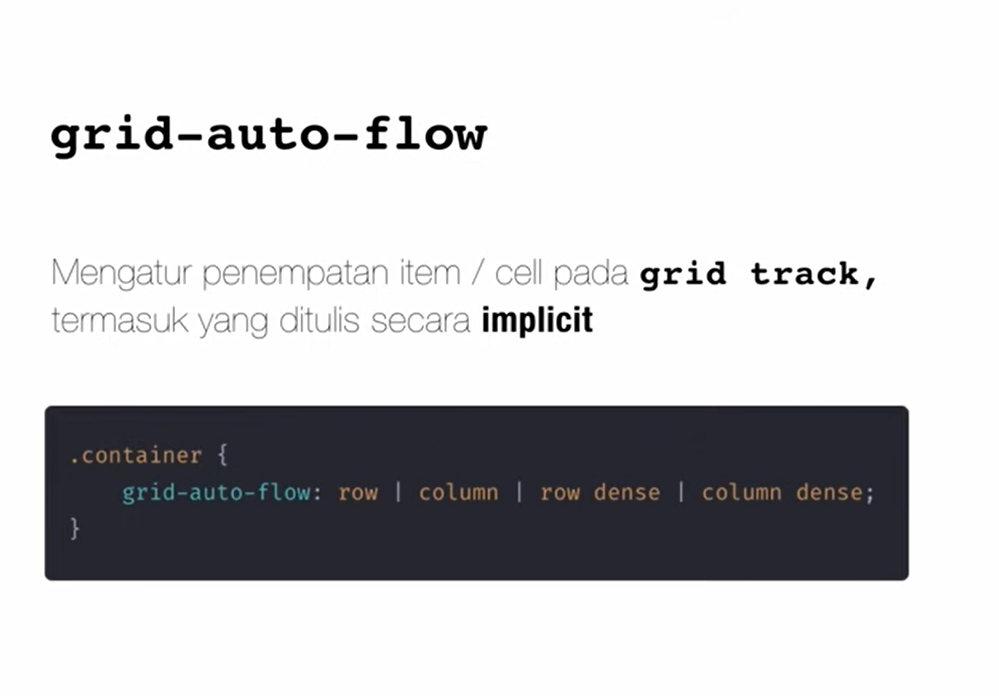 grid-auto-flow
Mengatur penempatan item / cell pada grid track,
termasuk yang ditulis secara implicit
.container {
    grid-auto-flow: row | column | row dense | column dense;
}